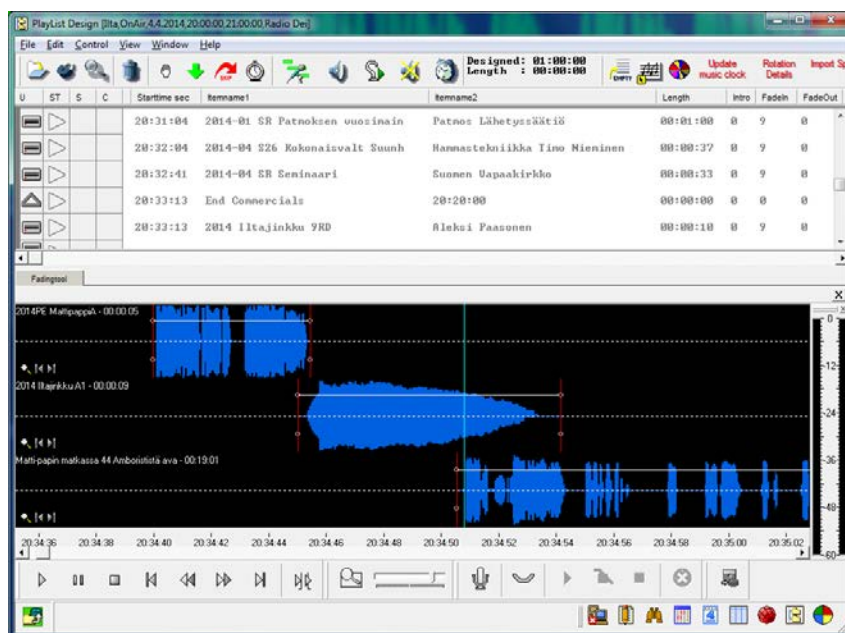 PlayList Design [Ilta,OnAir,4.4.2014,20:00:00,21:00:00,Radio Dei]
File Edit Control View Window Help
Designed: 01:00:00
Length : 00:00:00
EMPTY
Update music clock
Rotation Details
Import Sp
U ST S C Starttime sec Itemname1 Itemname2 Length Intro FadeIn FadeOut
20:31:04 2014-01 SR Patmoksen vuosimain Patmos Lähetyssäätiö 00:01:00 0 9 0
20:32:04 2014-04 S26 Kokonaisvalt Suunh Hammastekniikka Timo Nieminen 00:00:37 0 9 0
20:32:41 2014-04 SR Seminaari Suomen Vapaakirkko 00:00:33 0 9 0
20:33:13 End Commercials 20:20:00 00:00:00 0 0 0
20:33:13 2014 Iltajinkku 9RD Aleksi Paasonen 00:00:10 0 9 0
Fadingtool
X
2014PE MattipappiA - 00:00:05
2014 Iltajinkku A1 - 00:00:09
Matti-papin matkassa 44 Amborististä ava - 00:19:01
0
-12
-24
-36
-48
-60
20:34:36 20:34:38 20:34:40 20:34:42 20:34:44 20:34:46 20:34:48 20:34:50 20:34:52 20:34:54 20:34:56 20:34:58 20:35:00 20:35:02